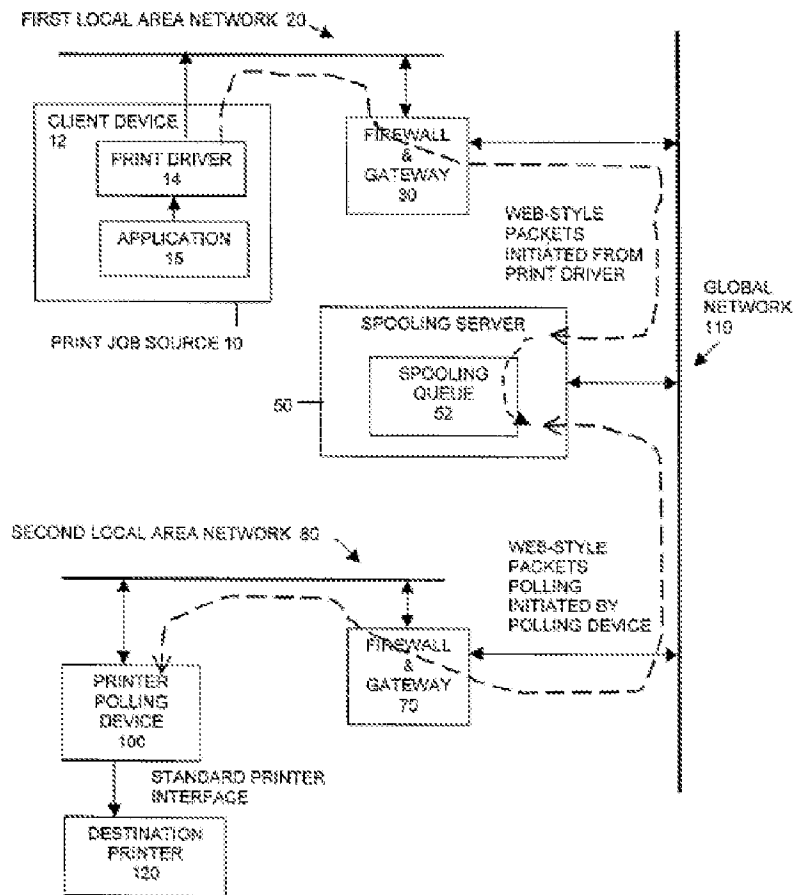 FIRST LOCAL AREA NETWORK 20
CLIENT DEVICE
12
PRINT DRIVER
14
APPLICATION
15
PRINT JOB SOURCE 10
FIREWALL
&
GATEWAY
30
WEB-STYLE
PACKETS
INITIATED FROM
PRINT DRIVER
GLOBAL
NETWORK
110
SPOOLING SERVER
SPOOLING
QUEUE
52
50
SECOND LOCAL AREA NETWORK 80
WEB-STYLE
PACKETS
POLLING
INITIATED BY
POLLING DEVICE
FIREWALL
&
GATEWAY
70
PRINTER
POLLING
DEVICE
100
STANDARD PRINTER
INTERFACE
DESTINATION
PRINTER
120